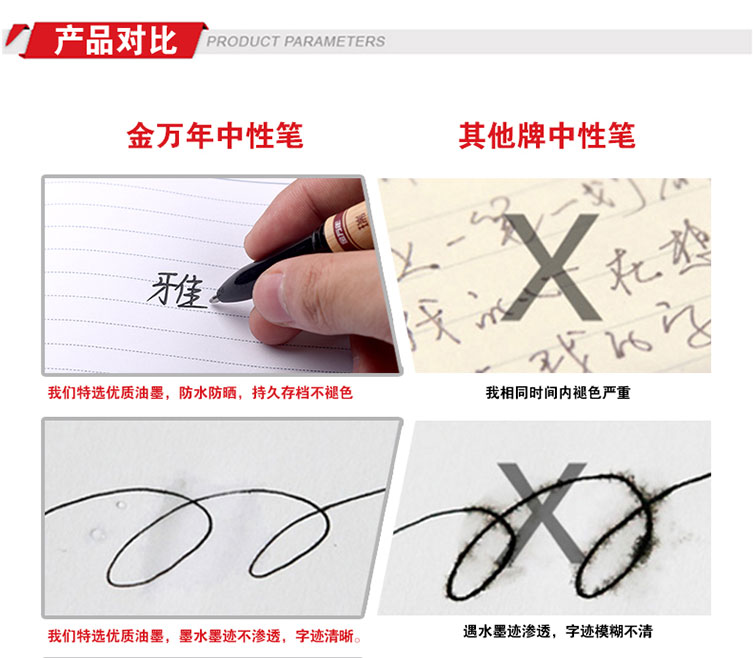 产品对比 PRODUCT PARAMETERS
金万年中性笔
其他牌中性笔
牙佳
X
我们特选优质油墨，防水防晒，持久存档不褪色
我相同时间内褪色严重
X
我们特选优质油墨，墨水墨迹不渗透，字迹清晰。
遇水墨迹渗透，字迹模糊不清